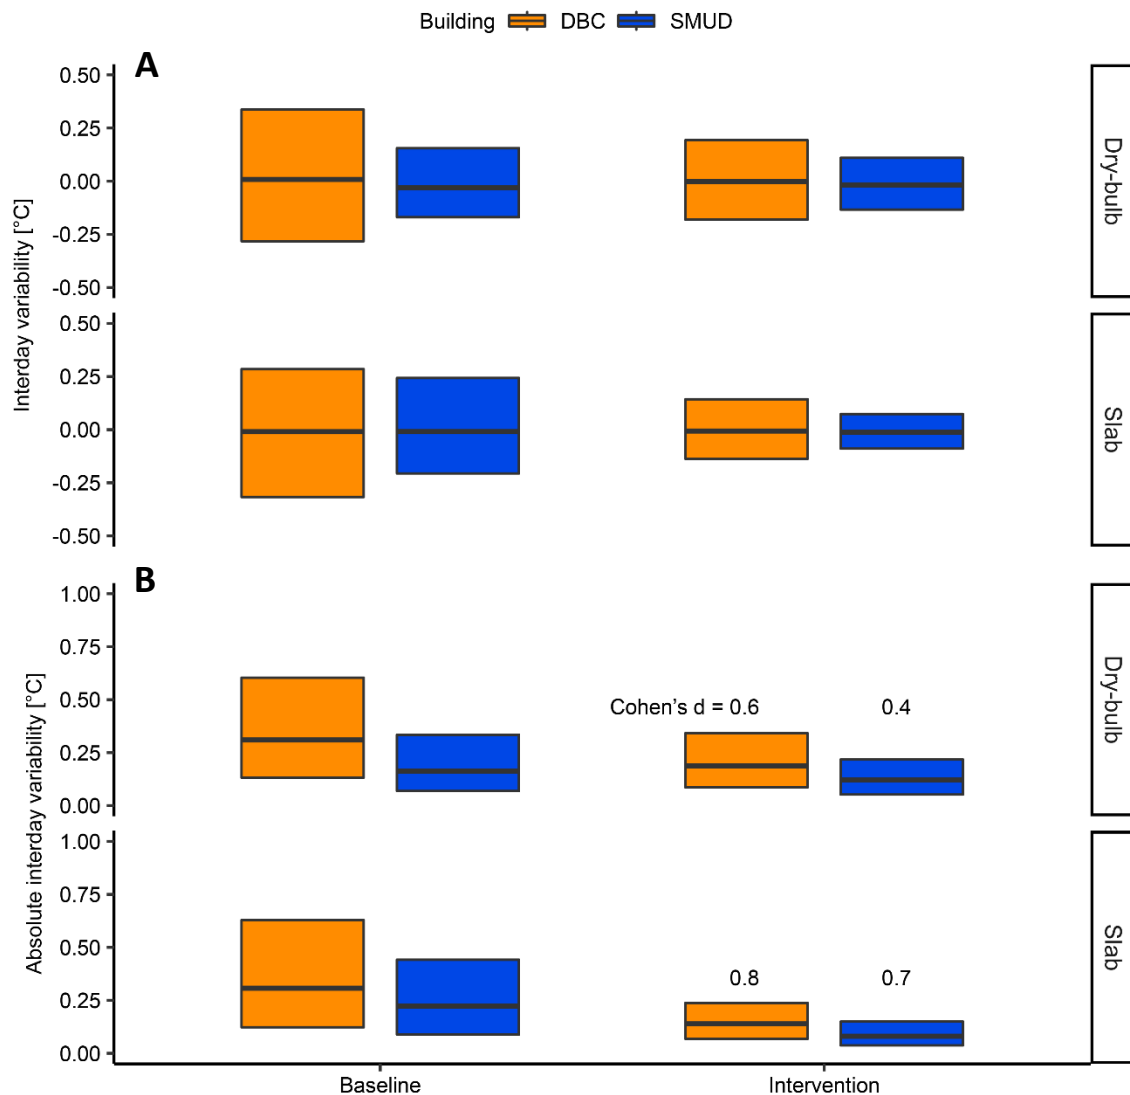 Building DBC SMUD
A
Interday variability [°C]
0.50
0.25
0.00
-0.25
-0.50
Dry-bulb
0.50
0.25
0.00
-0.25
-0.50
Slab
B
Absolute interday variability [°C]
1.00
0.75
0.50
0.25
0.00
Cohen's d = 0.6 0.4
Dry-bulb
1.00
0.75
0.50
0.25
0.00
0.8 0.7
Slab
Baseline Intervention